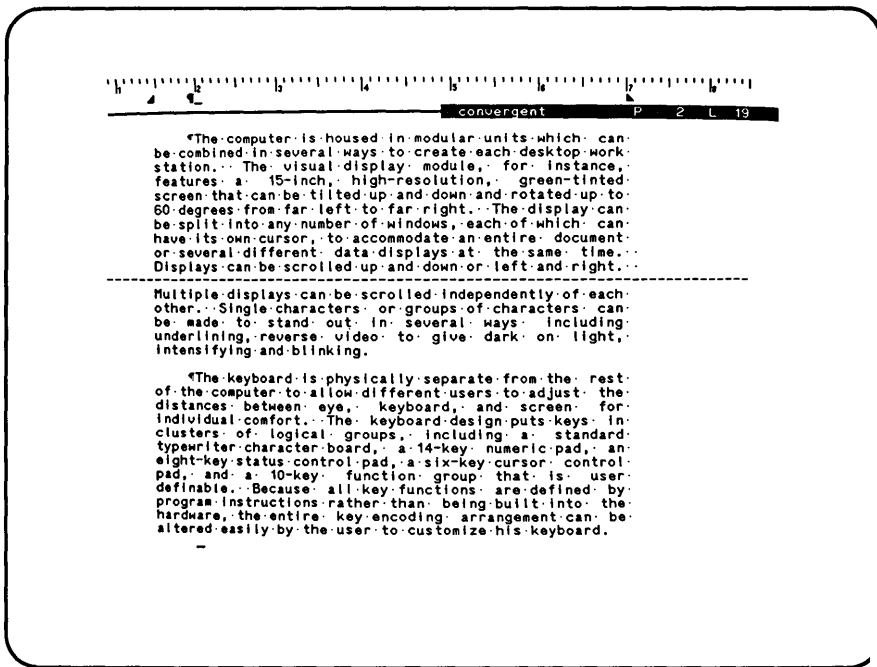 1 2 3 4 5 6 7 8
¶
convergent P 2 L 19
¶The·computer·is·housed·in·modular·units·which·can·
be·combined·in·several·ways·to·create·each·desktop·work·
station.··The·visual·display·module,·for·instance,·
features·a·15-inch,·high-resolution,·green-tinted·
screen·that·can·be·tilted·up·and·down·and·rotated·up·to·
60·degrees·from·far·left·to·far·right.··The·display·can·
be·split·into·any·number·of·windows,·each·of·which·can·
have·its·own·cursor,·to·accommodate·an·entire·document·
or·several·different·data·displays·at·the·same·time.··
Displays·can·be·scrolled·up·and·down·or·left·and·right.··
Multiple·displays·can·be·scrolled·independently·of·each·
other.··Single·characters·or·groups·of·characters·can·
be·made·to·stand·out·in·several·ways·including·
underlining,·reverse·video·to·give·dark·on·light,·
intensifying·and·blinking.
¶The·keyboard·is·physically·separate·from·the·rest·
of·the·computer·to·allow·different·users·to·adjust·the·
distances·between·eye,·keyboard,·and·screen·for·
individual·comfort.··The·keyboard·design·puts·keys·in·
clusters·of·logical·groups,·including·a·standard·
typewriter·character·board,·a·14-key·numeric·pad,·an·
eight-key·status·control·pad,·a·six-key·cursor·control·
pad,·and·a·10-key·function·group·that·is·user·
definable.··Because·all·key·functions·are·defined·by·
program·instructions·rather·than·being·built·into·the·
hardware,·the·entire·key·encoding·arrangement·can·be·
altered·easily·by·the·user·to·customize·his·keyboard.